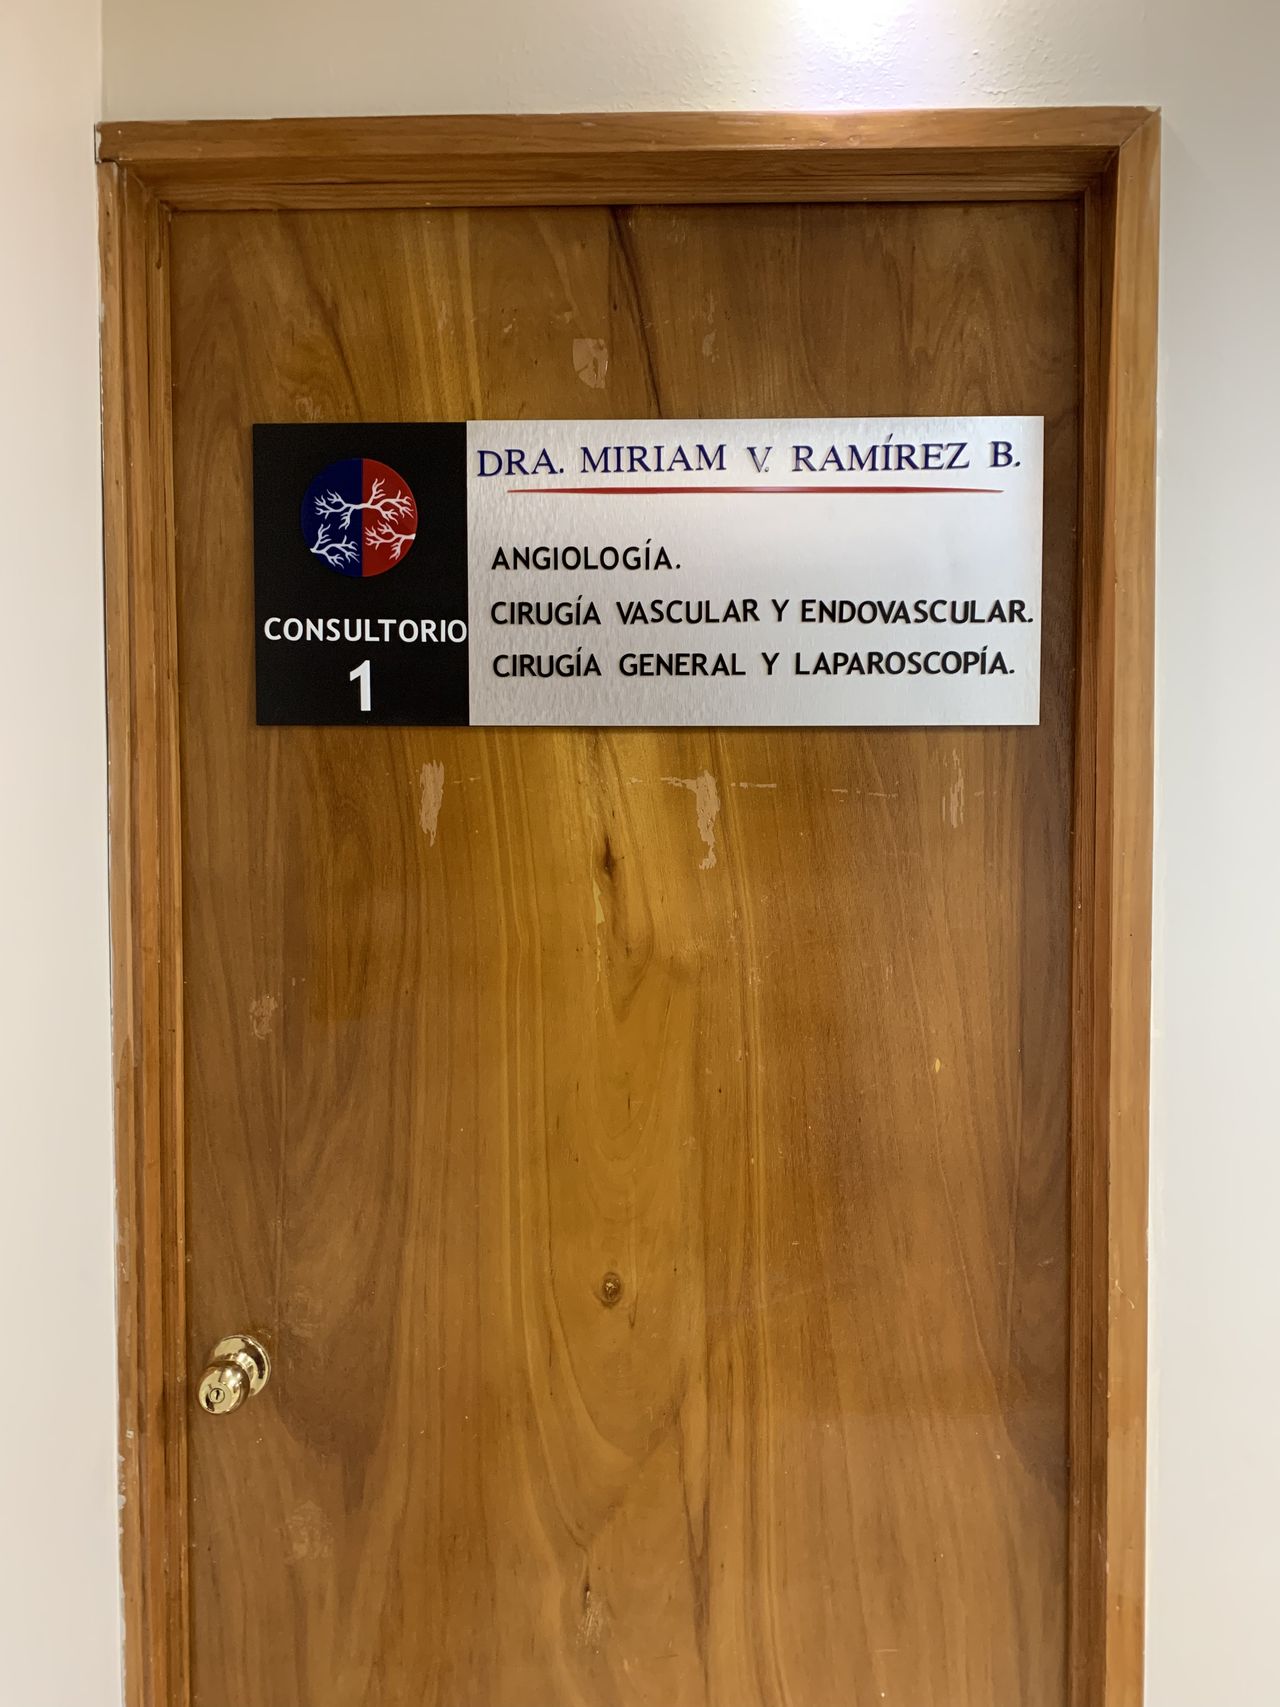 DRA. MIRIAM V. RAMÍREZ B.
ANGIOLOGÍA.
CIRUGÍA VASCULAR Y ENDOVASCULAR.
CIRUGÍA GENERAL Y LAPAROSCOPÍA.
CONSULTORIO
1